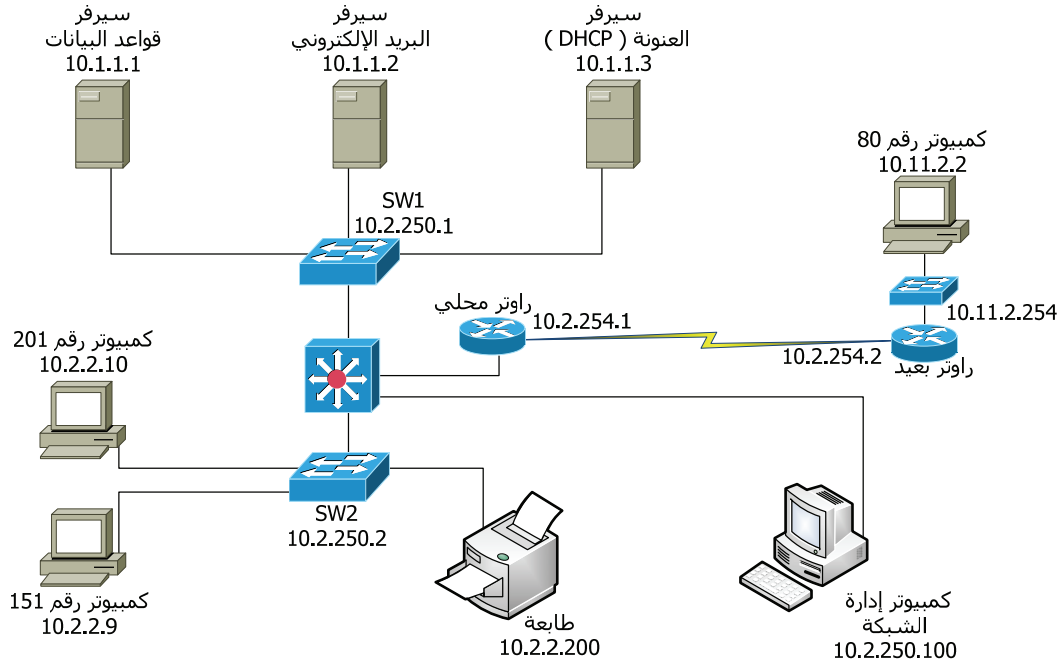 سيرفر
قواعد البيانات
10.1.1.1
سيرفر
البريد الإلكتروني
10.1.1.2
سيرفر
العنونة ( DHCP )
10.1.1.3
كمبيوتر رقم 80
10.11.2.2
SW1
10.2.250.1
راوتر محلي
10.2.254.1
10.11.2.254
10.2.254.2
راوتر بعيد
كمبيوتر رقم 201
10.2.2.10
SW2
10.2.250.2
كمبيوتر رقم 151
10.2.2.9
طابعة
10.2.2.200
كمبيوتر إدارة
الشبكة
10.2.250.100